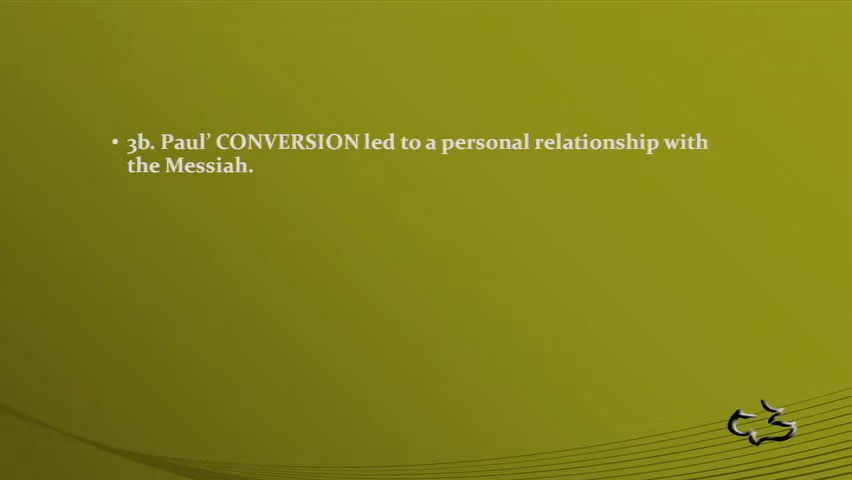 • 3b. Paul’ CONVERSION led to a personal relationship with
the Messiah.